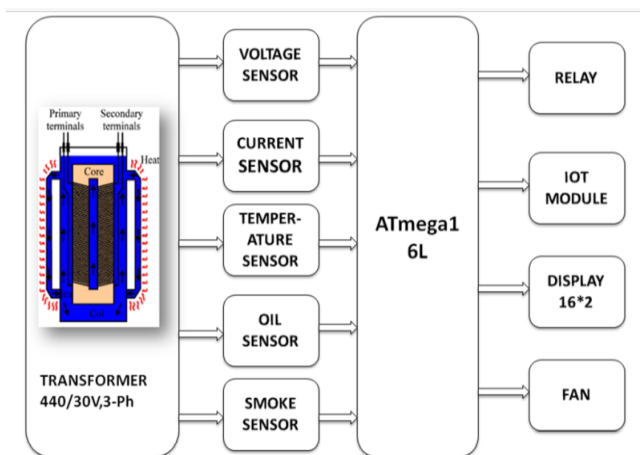 Primary
terminals
Secondary
terminals
Heat
Core
TRANSFORMER
440/30V,3-Ph
VOLTAGE
SENSOR
CURRENT
SENSOR
TEMPER-
ATURE
SENSOR
OIL
SENSOR
SMOKE
SENSOR
ATmega1
6L
RELAY
IOT
MODULE
DISPLAY
16*2
FAN